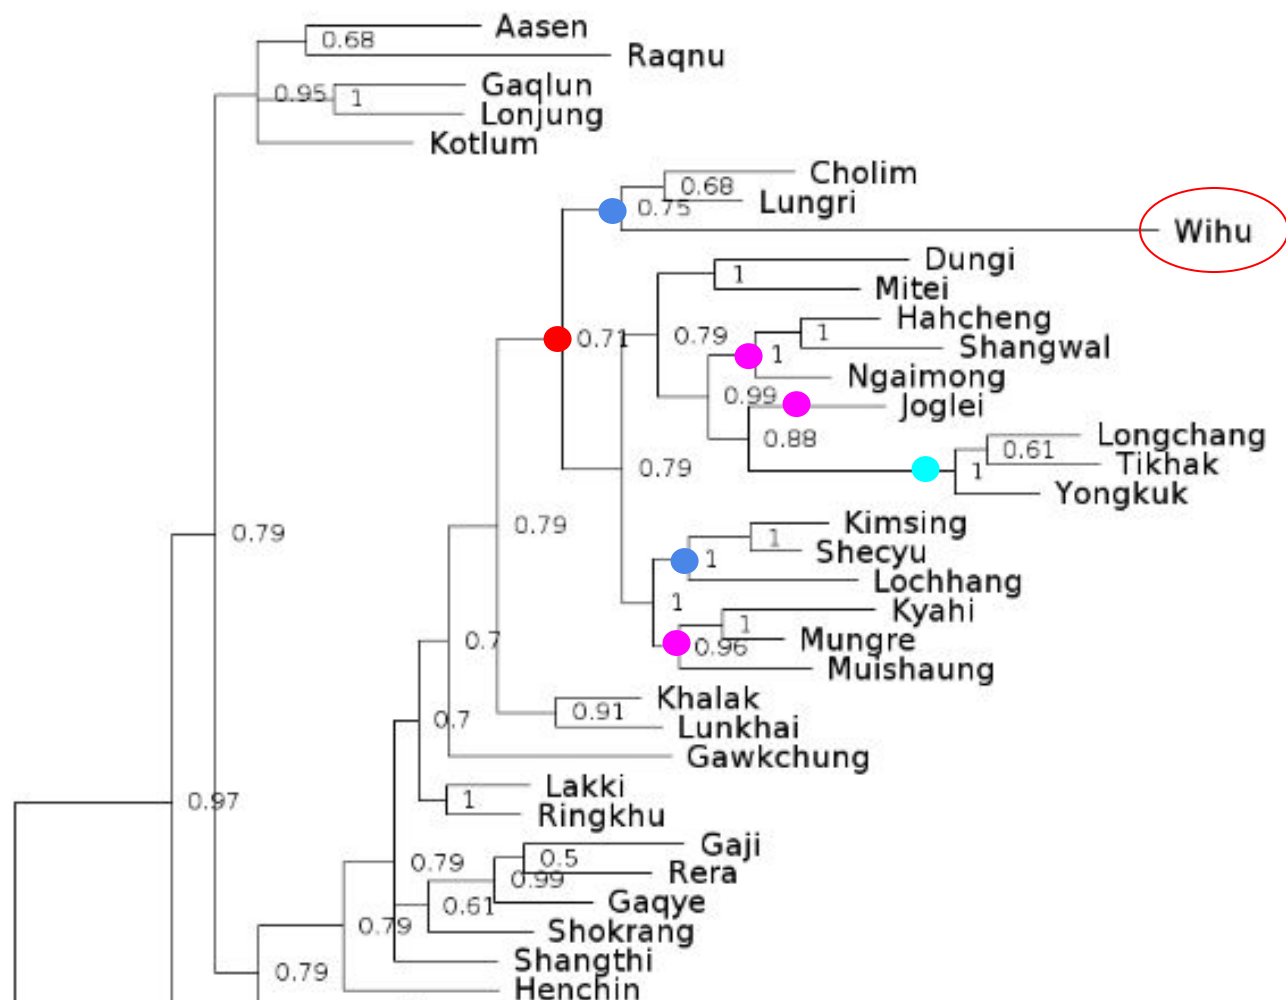 Aasen
0.68
Raqnu
Gaqlun
0.95 1
Lonjung
Kotlum
Cholim
0.68
Lungri
0.75
Wihu
Dungi
1
Mitei
Hahcheng
0.71 0.79 1
Shangwal
1
Ngaimong
0.99
Joglei
0.88
Longchang
0.61
Tikhak
0.79 1
Yongkuk
Kimsing
0.79 0.79 1
Shecyu
1
Lochhang
1
Kyahi
1
Mungre
0.7 0.96
Muishaung
Khalak
0.7 0.91
Lunkhai
Gawkchung
Lakki
0.97 1
Ringkhu
Gaji
0.79 0.5
Rera
0.99
Gaqye
0.61
0.79
Shokrang
Shangthi
0.79
Henchin